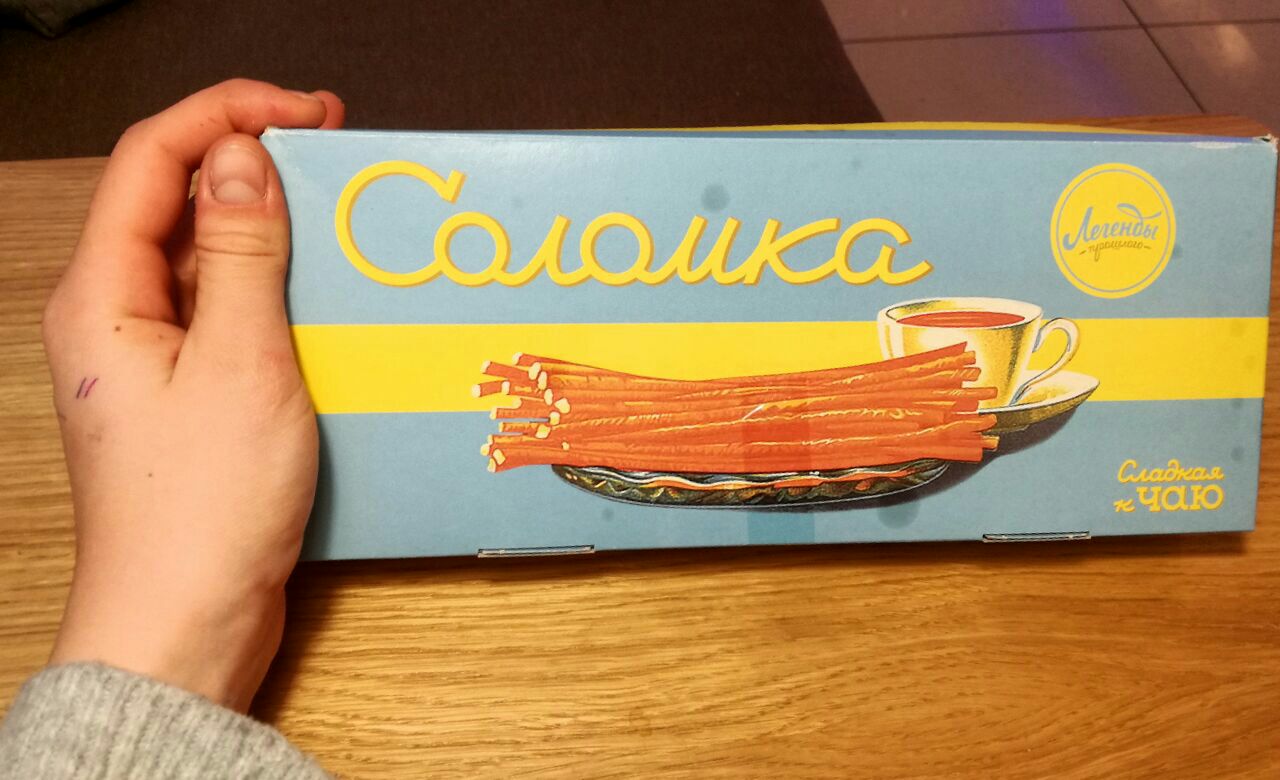 Соломка
Легенды
-прошлого-
Сладкая
к чаю